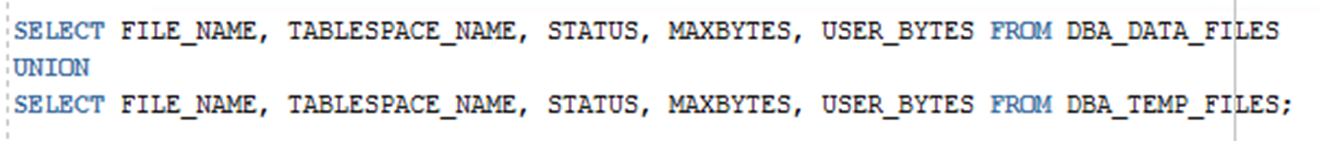 SELECT FILE_NAME, TABLESPACE_NAME, STATUS, MAXBYTES, USER_BYTES FROM DBA_DATA_FILES
UNION
SELECT FILE_NAME, TABLESPACE_NAME, STATUS, MAXBYTES, USER_BYTES FROM DBA_TEMP_FILES;